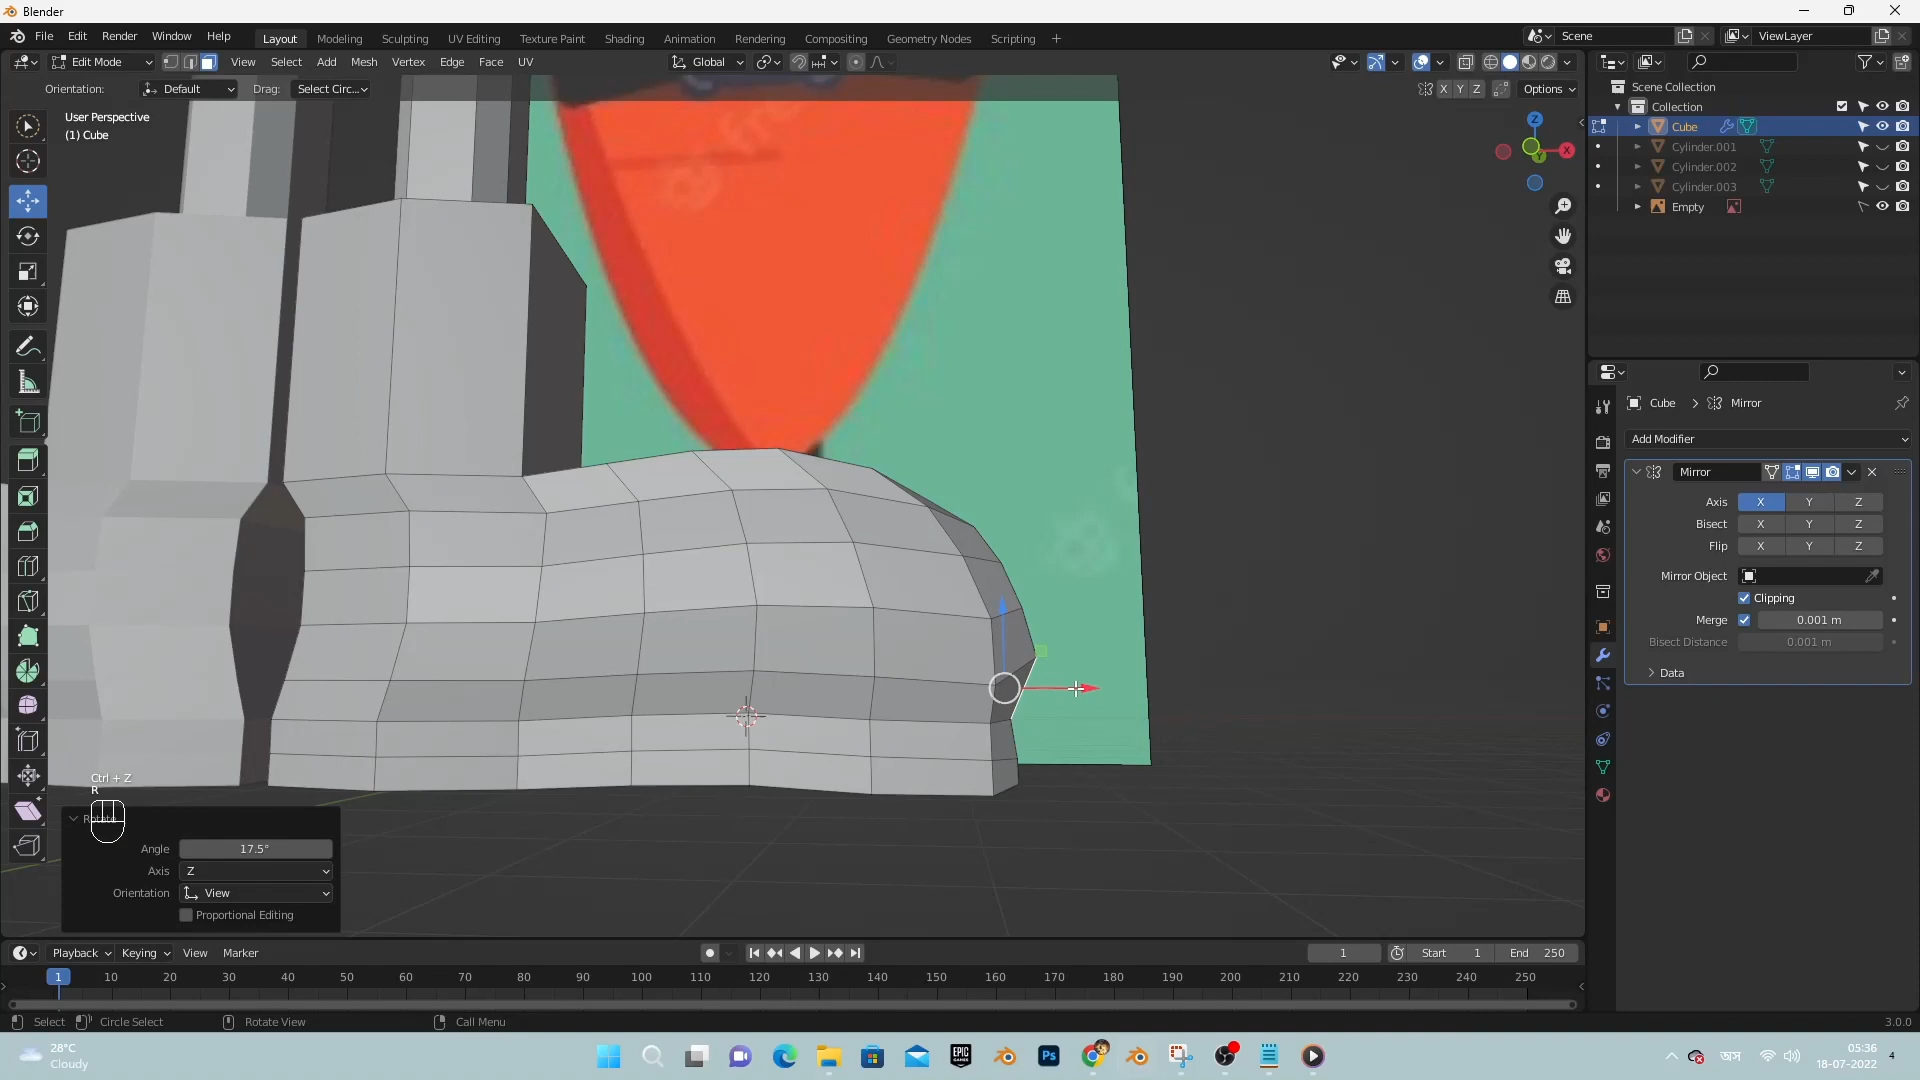 Blender
File Edit Render Window Help
Layout Modeling Sculpting UV Editing Texture Paint Shading Animation Rendering Compositing Geometry Nodes Scripting +
Scene
ViewLayer
Edit Mode View Select Add Mesh Vertex Edge Face UV
Global
Orientation: Default Drag: Select Circ...
X Y Z Options
User Perspective
(1) Cube
Z
X
Y
Scene Collection
Collection
Cube
Cylinder.001
Cylinder.002
Cylinder.003
Empty
Cube > Mirror
Add Modifier
Mirror
Axis X Y Z
Bisect X Y Z
Flip X Y Z
Mirror Object
Clipping
Merge 0.001 m
Bisect Distance 0.001 m
Data
Ctrl + Z
R
Angle 17.5°
Axis Z
Orientation View
Proportional Editing
Playback Keying View Marker
1 Start 1 End 250
1 10 20 30 40 50 60 70 80 90 100 110 120 130 140 150 160 170 180 190 200 210 220 230 240 250
Select Circle Select Rotate View Call Menu
3.0.0
28°C
Cloudy
EPIC GAMES
Ps
অস
05:36
18-07-2022
4